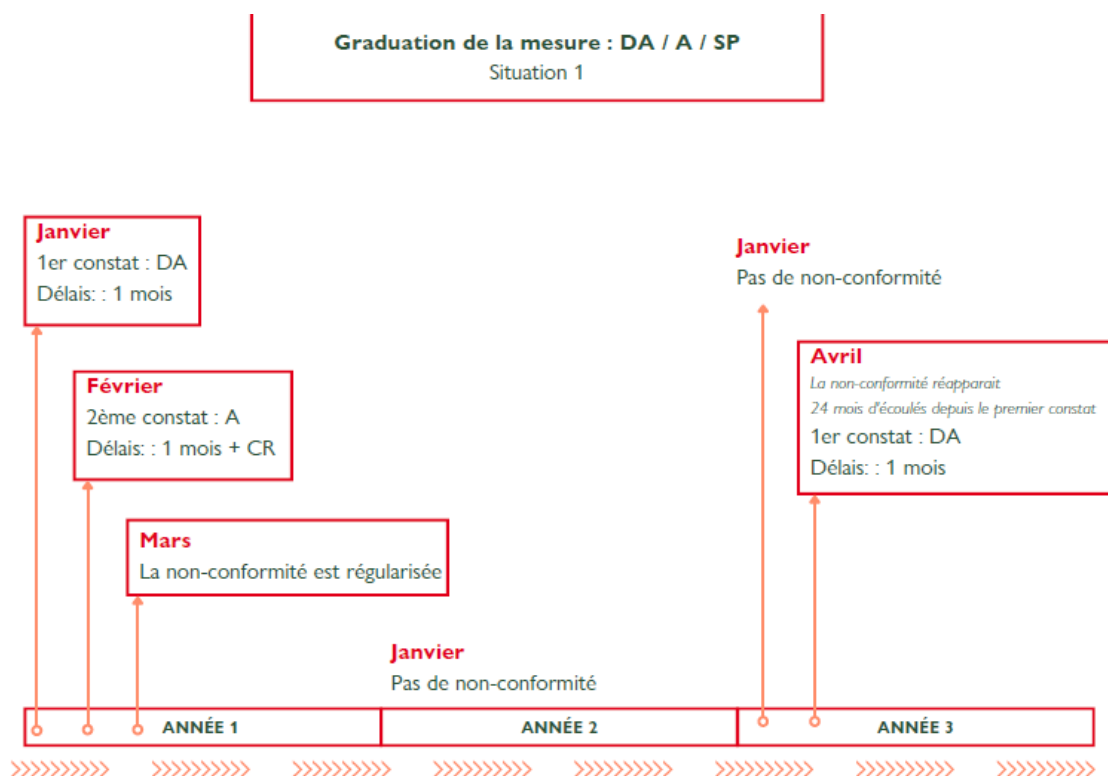 Graduation de la mesure : DA / A / SP
Situation 1
Janvier
1er constat : DA
Délais: : 1 mois
Février
2ème constat : A
Délais: : 1 mois + CR
Mars
La non-conformité est régularisée
Janvier
Pas de non-conformité
Janvier
Pas de non-conformité
Avril
La non-conformité réapparait
24 mois d'écoulés depuis le premier constat
1er constat : DA
Délais: : 1 mois
ANNÉE 1
ANNÉE 2
ANNÉE 3